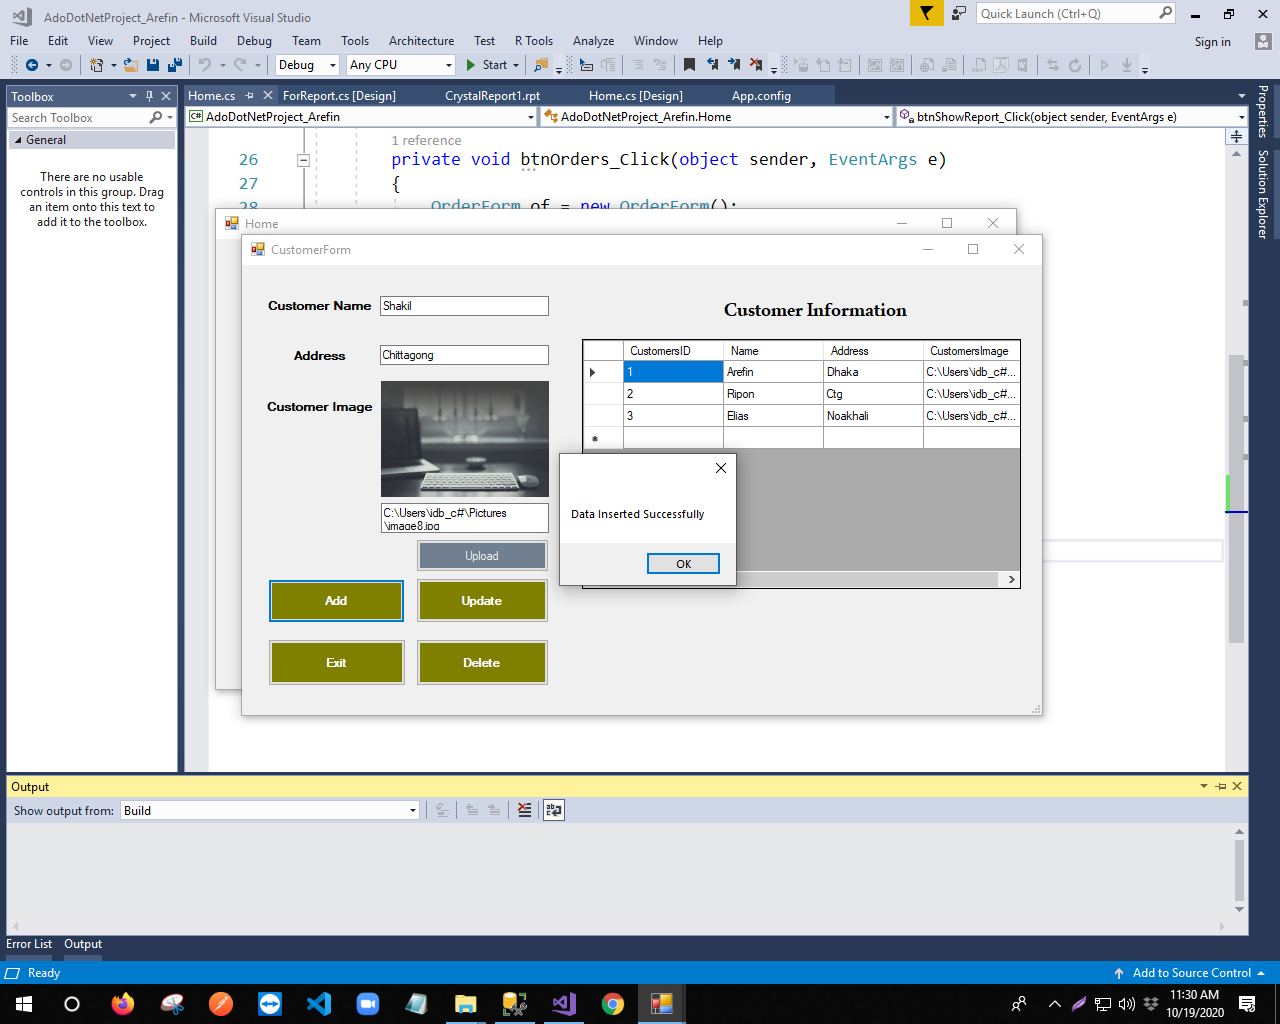 AdoDotNetProject_Arefin - Microsoft Visual Studio
Quick Launch (Ctrl+Q)
File Edit View Project Build Debug Team Tools Architecture Test R Tools Analyze Window Help
Sign in
Debug Any CPU Start
Toolbox
Search Toolbox
General
There are no usable
controls in this group. Drag
an item onto this text to
add it to the toolbox.
Home.cs ForReport.cs [Design] CrystalReport1.rpt Home.cs [Design] App.config
C# AdoDotNetProject_Arefin AdoDotNetProject_Arefin.Home btnShowReport_Click(object sender, EventArgs e)
Properties
Solution Explorer
1 reference
26 private void btnOrders_Click(object sender, EventArgs e)
27 {
28 OrderForm of = new OrderForm();
Home
CustomerForm
Customer Name Shakil
Address Chittagong
Customer Image
C:\Users\idb_c#\Pictures
\image8.jpg
Upload
Add Update
Exit Delete
Customer Information
CustomersID Name Address CustomersImage
1 Arefin Dhaka C:\Users\idb_c#...
2 Ripon Ctg C:\Users\idb_c#...
3 Elias Noakhali C:\Users\idb_c#...
Data Inserted Successfully
OK
Output
Show output from: Build
Error List Output
Ready
Add to Source Control
11:30 AM
10/19/2020